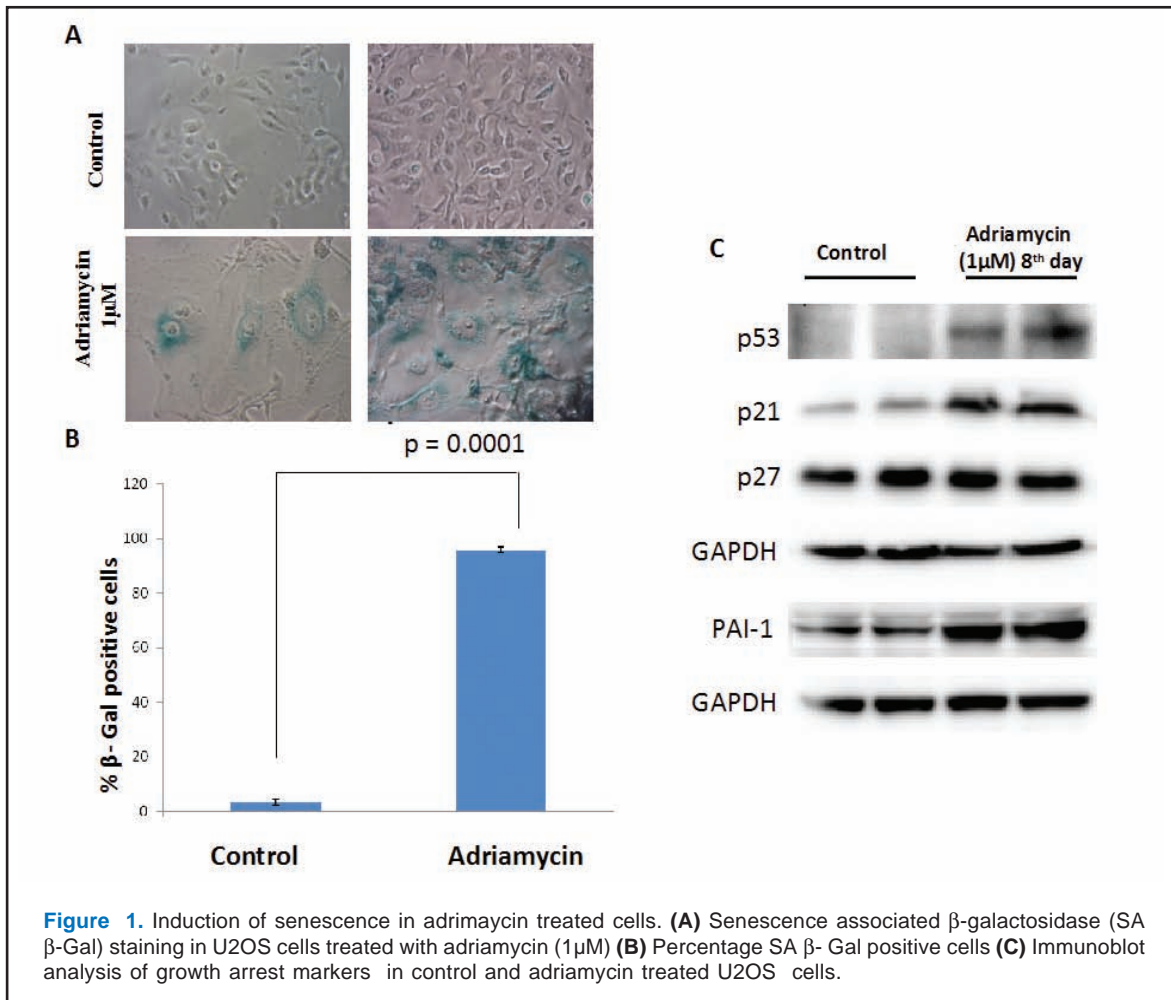 A
Control
Adriamycin
1µM
B
p = 0.0001
% β- Gal positive cells
120
100
80
60
40
20
0
Control
Adriamycin
C
Control
Adriamycin
(1µM) 8th day
p53
p21
p27
GAPDH
PAI-1
GAPDH
Figure 1. Induction of senescence in adrimaycin treated cells. (A) Senescence associated β-galactosidase (SA
β-Gal) staining in U2OS cells treated with adriamycin (1µM) (B) Percentage SA β- Gal positive cells (C) Immunoblot
analysis of growth arrest markers in control and adriamycin treated U2OS cells.